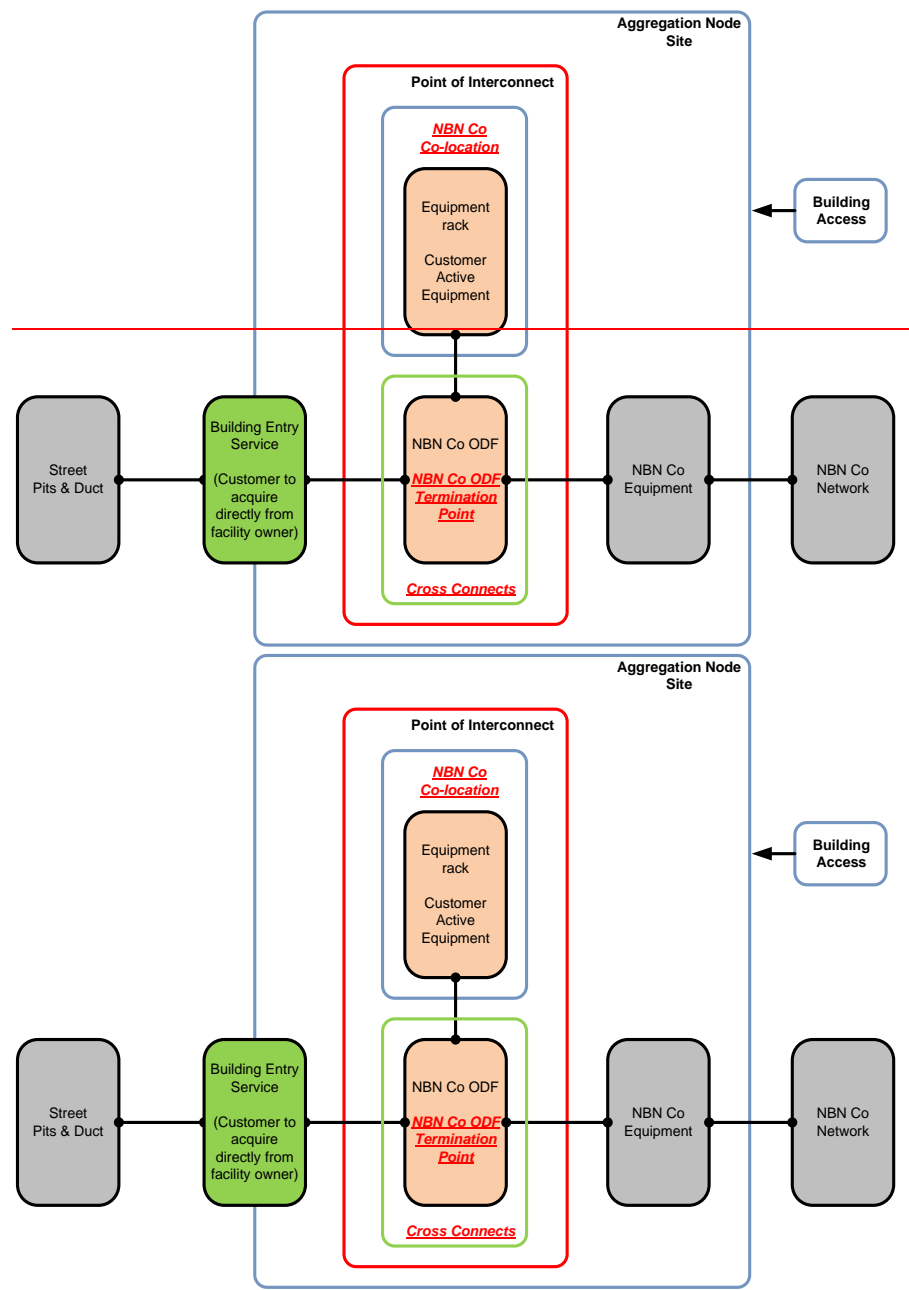 Aggregation Node
Site
Point of Interconnect
NBN Co
Co-location
Equipment
rack
Customer
Active
Equipment
Building
Access
Street
Pits & Duct
Building Entry
Service
(Customer to
acquire
directly from
facility owner)
NBN Co ODF
NBN Co ODF
Termination
Point
Cross Connects
NBN Co
Equipment
NBN Co
Network
Aggregation Node
Site
Point of Interconnect
NBN Co
Co-location
Equipment
rack
Customer
Active
Equipment
Building
Access
Street
Pits & Duct
Building Entry
Service
(Customer to
acquire
directly from
facility owner)
NBN Co ODF
NBN Co ODF
Termination
Point
Cross Connects
NBN Co
Equipment
NBN Co
Network